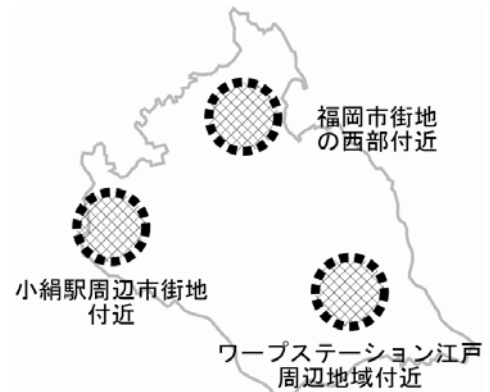 福岡市街地
の西部付近
小絹駅周辺市街地
付近
ワープステーション江戸
周辺地域付近